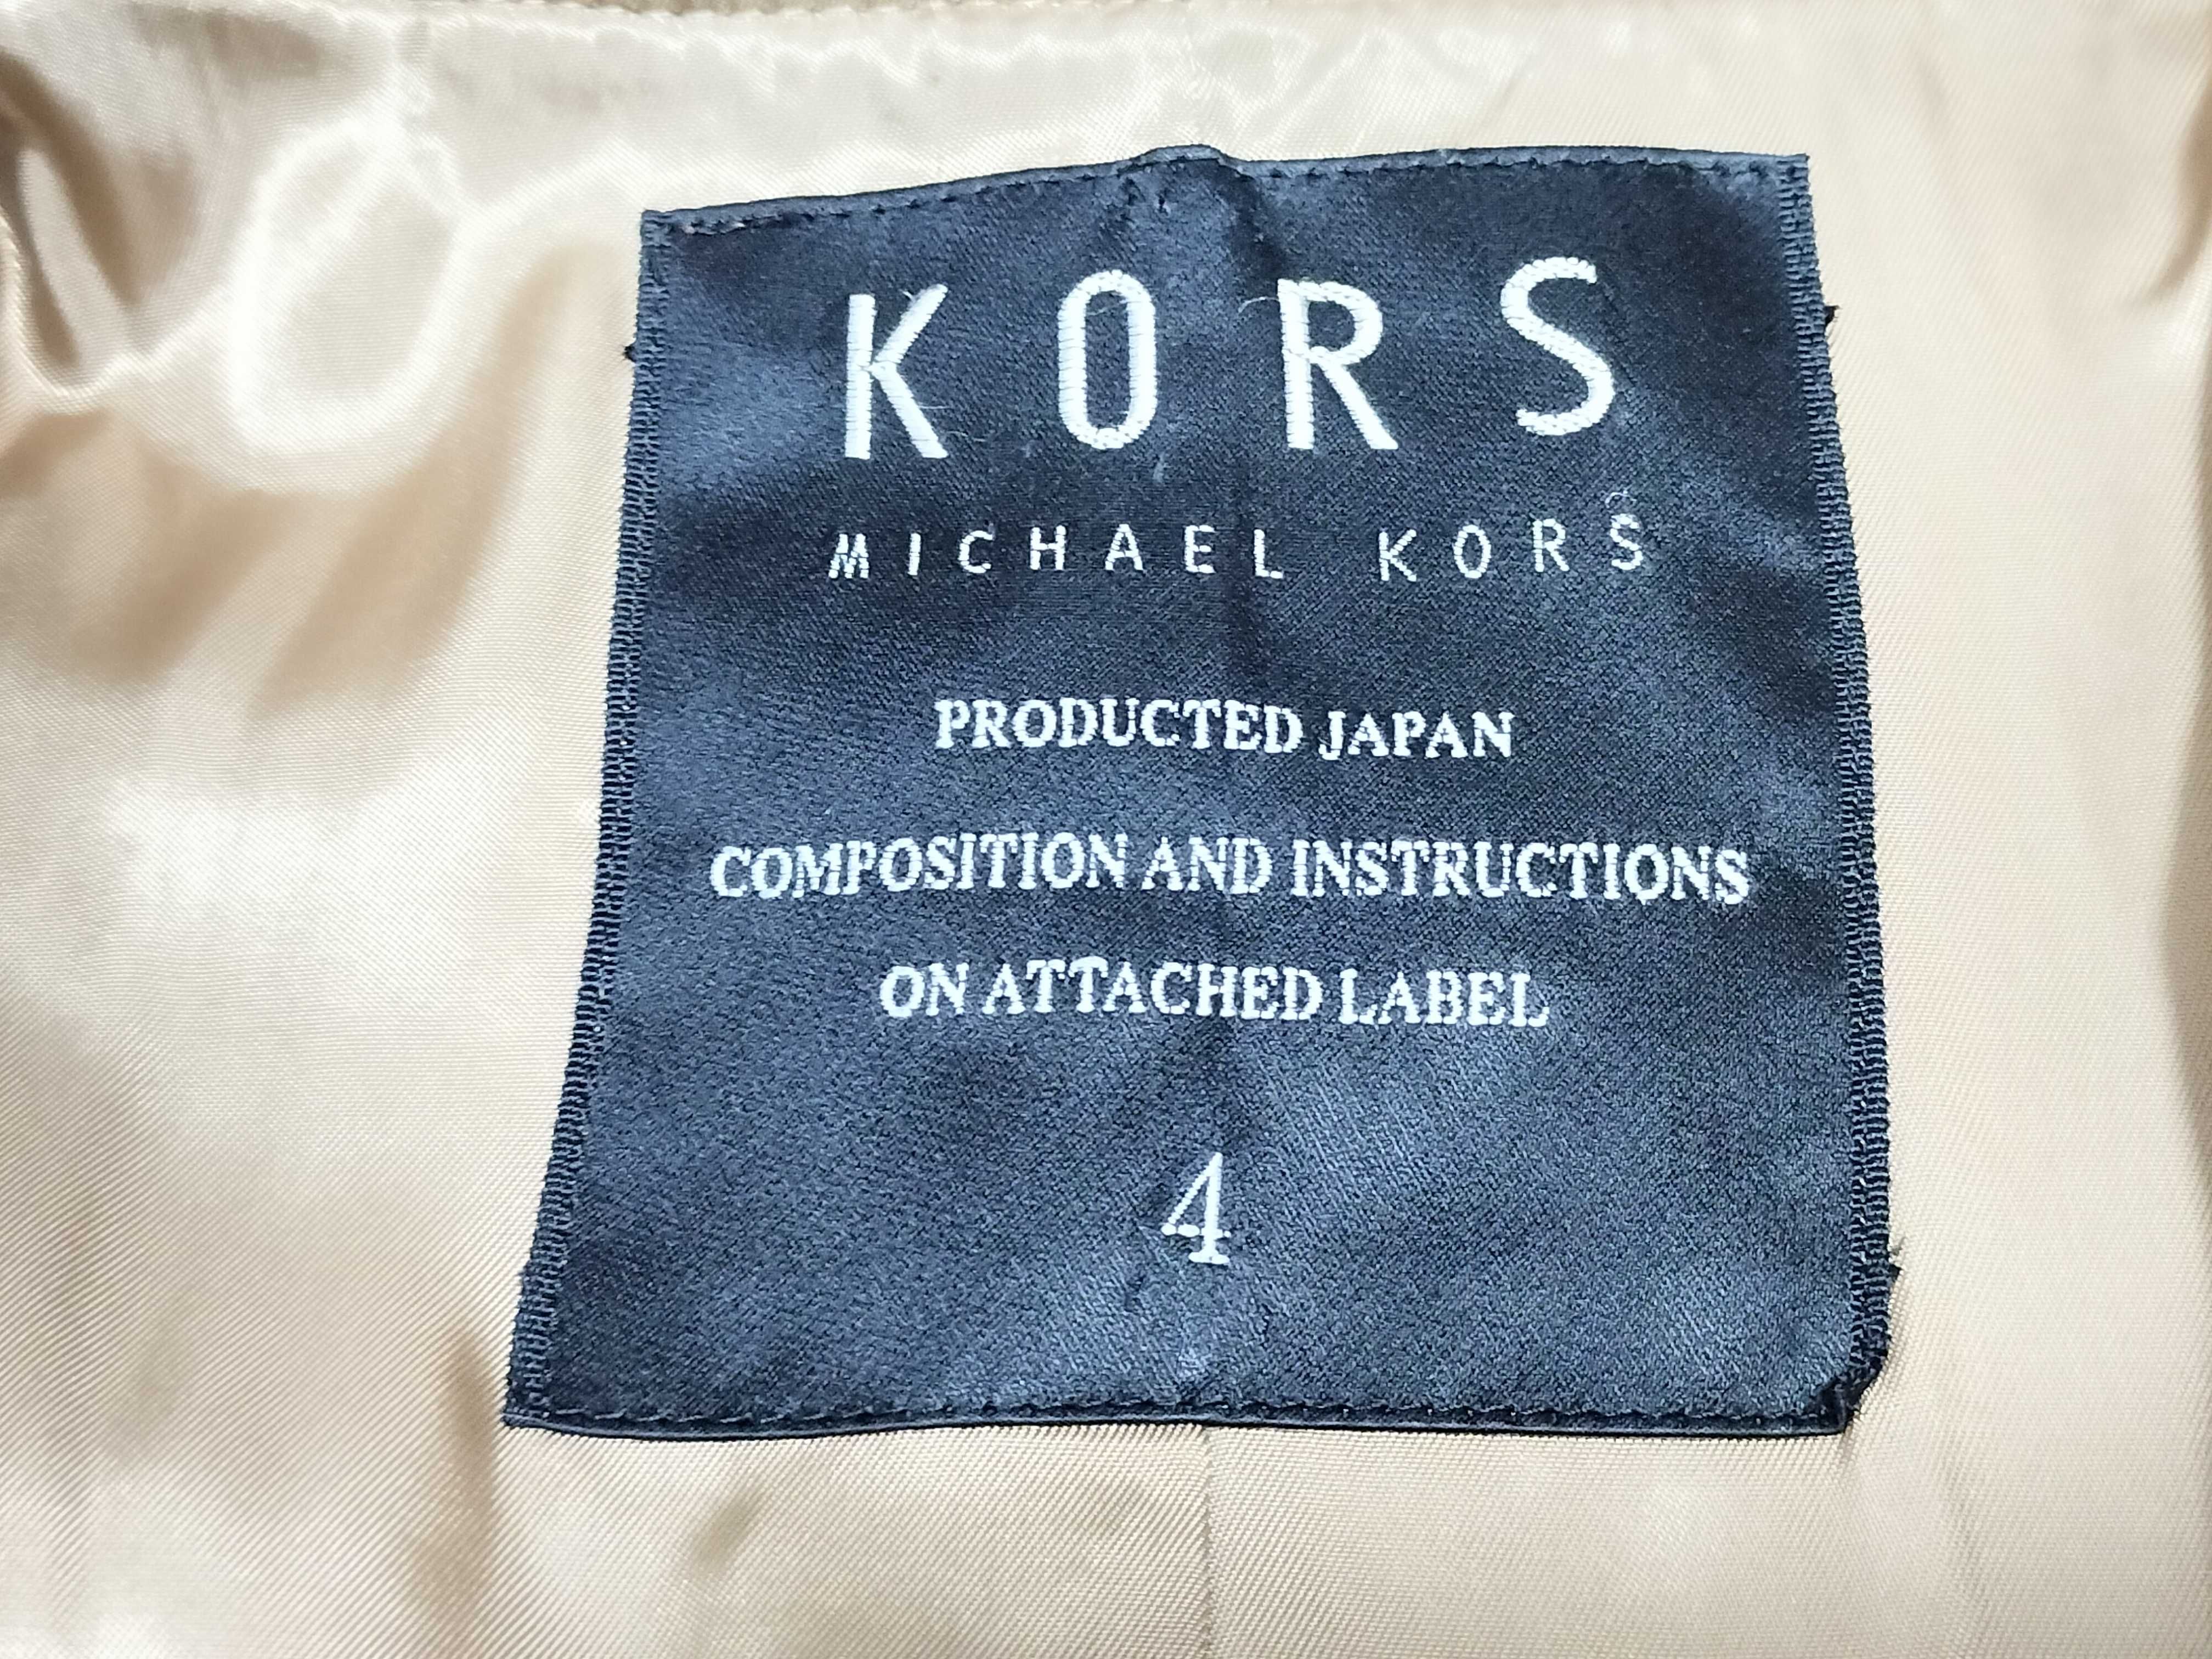 KORS
MICHAEL KORS
PRODUCTED JAPAN
COMPOSITION AND INSTRUCTIONS
ON ATTACHED LABEL
4